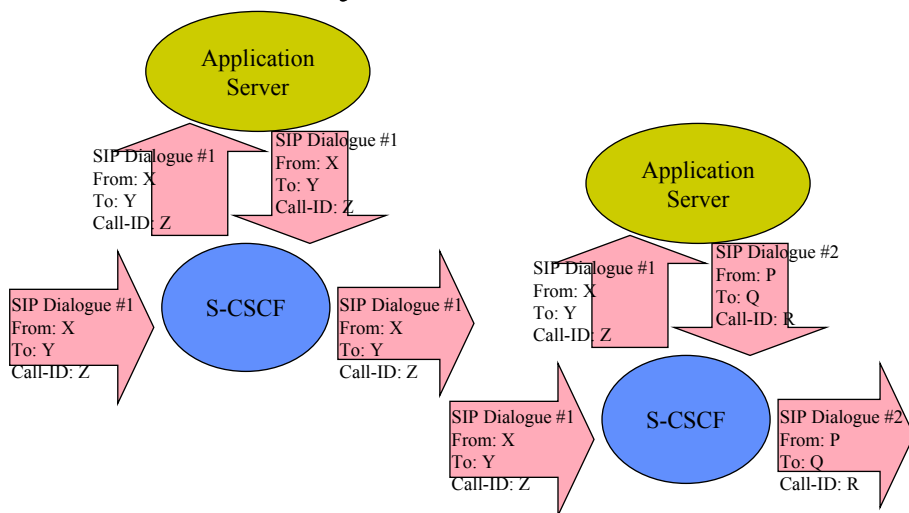 Application
Server
SIP Dialogue #1
From: X
To: Y
Call-ID: Z
SIP Dialogue #1
From: X
To: Y
Call-ID: Z
SIP Dialogue #1
From: X
To: Y
Call-ID: Z
S-CSCF
SIP Dialogue #1
From: X
To: Y
Call-ID: Z
Application
Server
SIP Dialogue #1
From: X
To: Y
Call-ID: Z
SIP Dialogue #2
From: P
To: Q
Call-ID: R
SIP Dialogue #1
From: X
To: Y
Call-ID: Z
S-CSCF
SIP Dialogue #2
From: P
To: Q
Call-ID: R